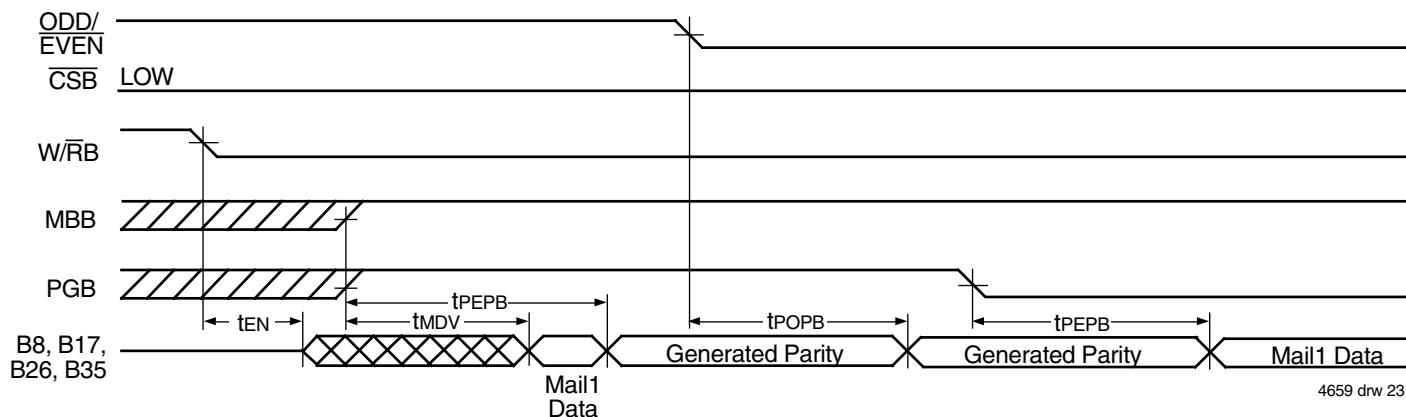 ODD/
EVEN
CSB LOW
W/RB
MBB
PGB
tPEPB
tEN tMDV tPOPB tPEPB
B8, B17,
B26, B35
Generated Parity Generated Parity Mail1 Data
Mail1
Data
4659 drw 23